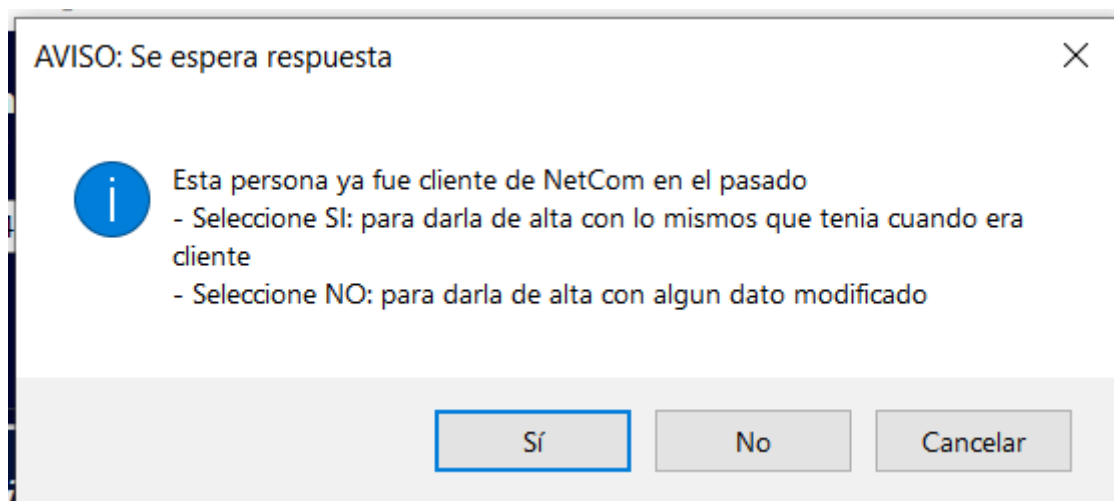 AVISO: Se espera respuesta
Esta persona ya fue cliente de NetCom en el pasado
- Seleccione SI: para darla de alta con lo mismos que tenia cuando era
cliente
- Seleccione NO: para darla de alta con algun dato modificado
Sí
No
Cancelar